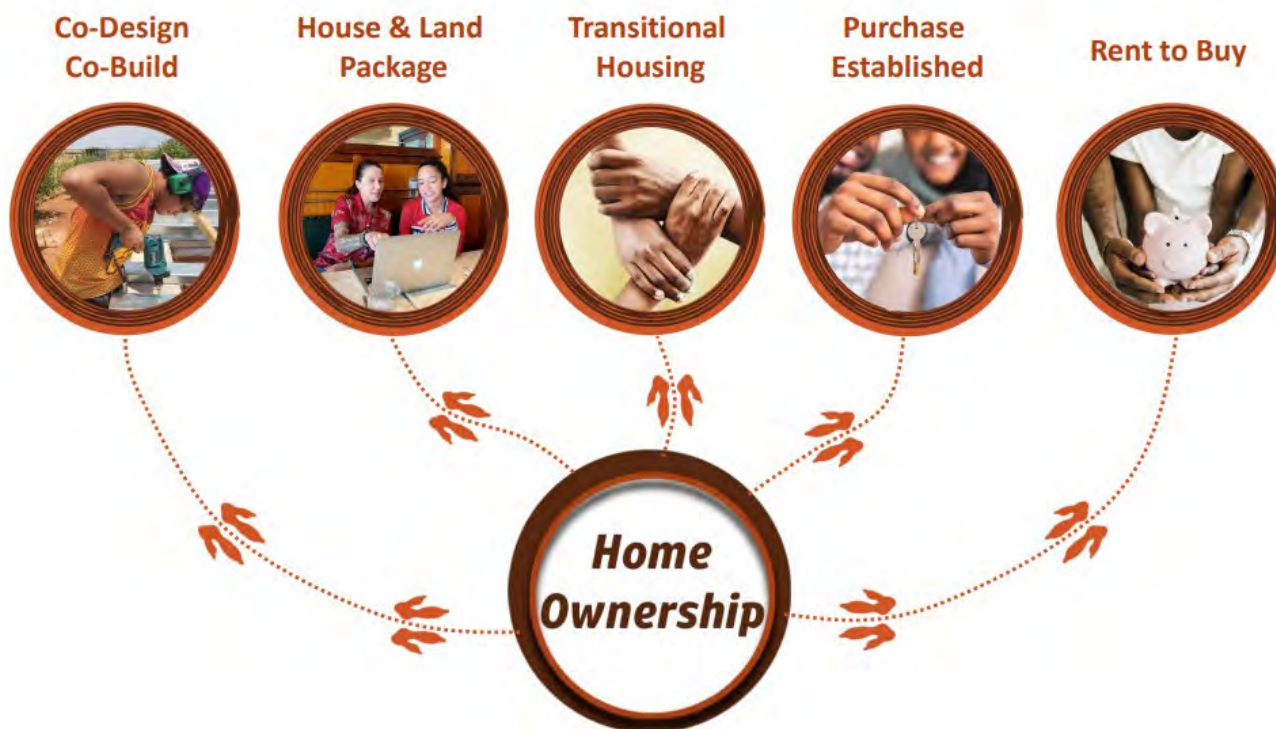 Co-Design
Co-Build
House & Land
Package
Transitional
Housing
Purchase
Established
Rent to Buy
Home
Ownership